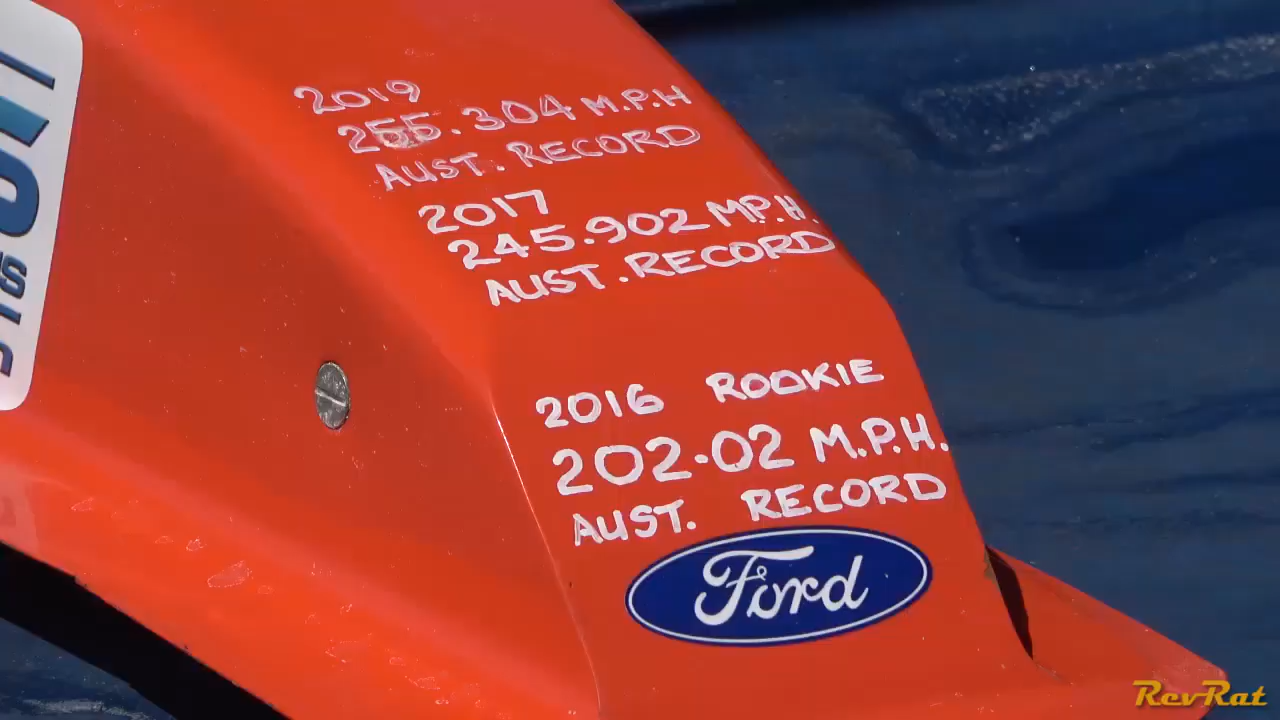 2019
255.304 M.P.H
AUST. RECORD
2017
245.902 M.P.H.
AUST. RECORD
2016 ROOKIE
202.02 M.P.H.
AUST. RECORD
Ford
RevRat